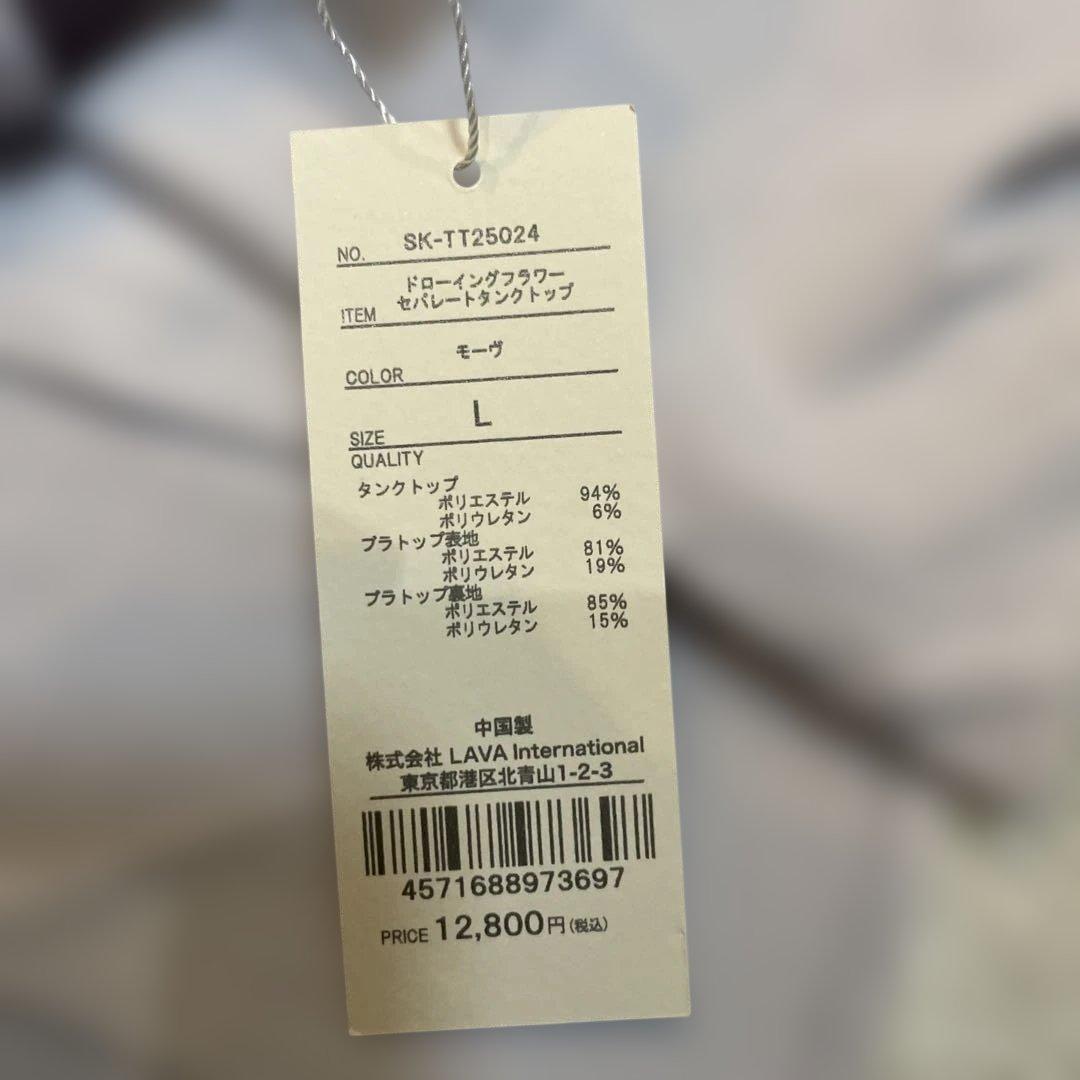 NO. SK-TT25024
ドローイングフラワー
ITEM セパレートタンクトップ
モーヴ
COLOR
L
SIZE
QUALITY
タンクトップ
ポリエステル 94%
ポリウレタン 6%
ブラトップ表地
ポリエステル 81%
ポリウレタン 19%
ブラトップ裏地
ポリエステル 85%
ポリウレタン 15%
中国製
株式会社 LAVA International
東京都港区北青山1-2-3
4571688973697
PRICE 12,800円(税込)